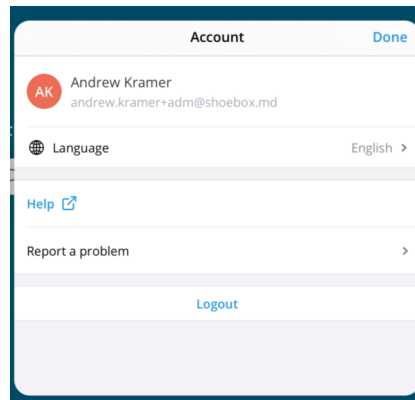 Account
Done
AK
Andrew Kramer
andrew.kramer+adm@shoebox.md
Language
English
Help
Report a problem
Logout